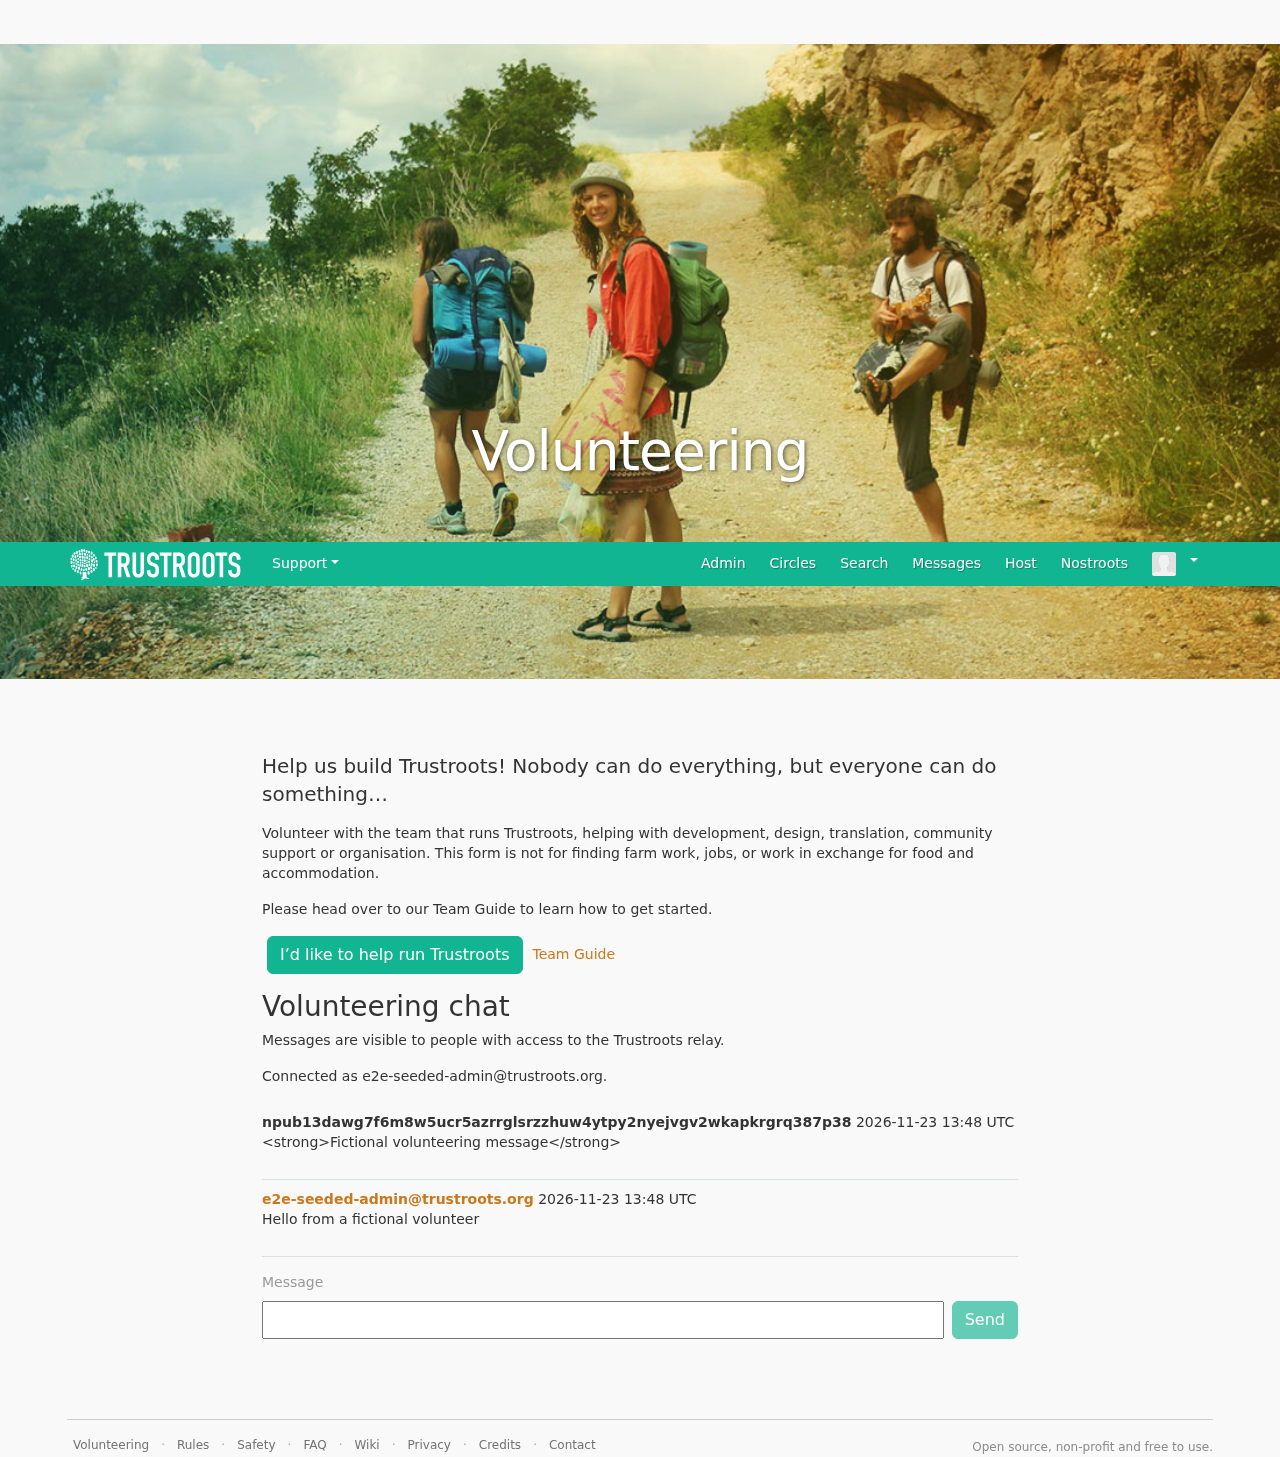 Volunteering
TRUSTROOTS Support Admin Circles Search Messages Host Nostroots
Help us build Trustroots! Nobody can do everything, but everyone can do
something…
Volunteer with the team that runs Trustroots, helping with development, design, translation, community
support or organisation. This form is not for finding farm work, jobs, or work in exchange for food and
accommodation.
Please head over to our Team Guide to learn how to get started.
I’d like to help run Trustroots Team Guide
Volunteering chat
Messages are visible to people with access to the Trustroots relay.
Connected as e2e-seeded-admin@trustroots.org.
npub13dawg7f6m8w5ucr5azrrglsrzzhuw4ytpy2nyejvgv2wkapkrgrq387p38 2026-11-23 13:48 UTC
<strong>Fictional volunteering message</strong>
e2e-seeded-admin@trustroots.org 2026-11-23 13:48 UTC
Hello from a fictional volunteer
Message
Send
Volunteering · Rules · Safety · FAQ · Wiki · Privacy · Credits · Contact
Open source, non-profit and free to use.